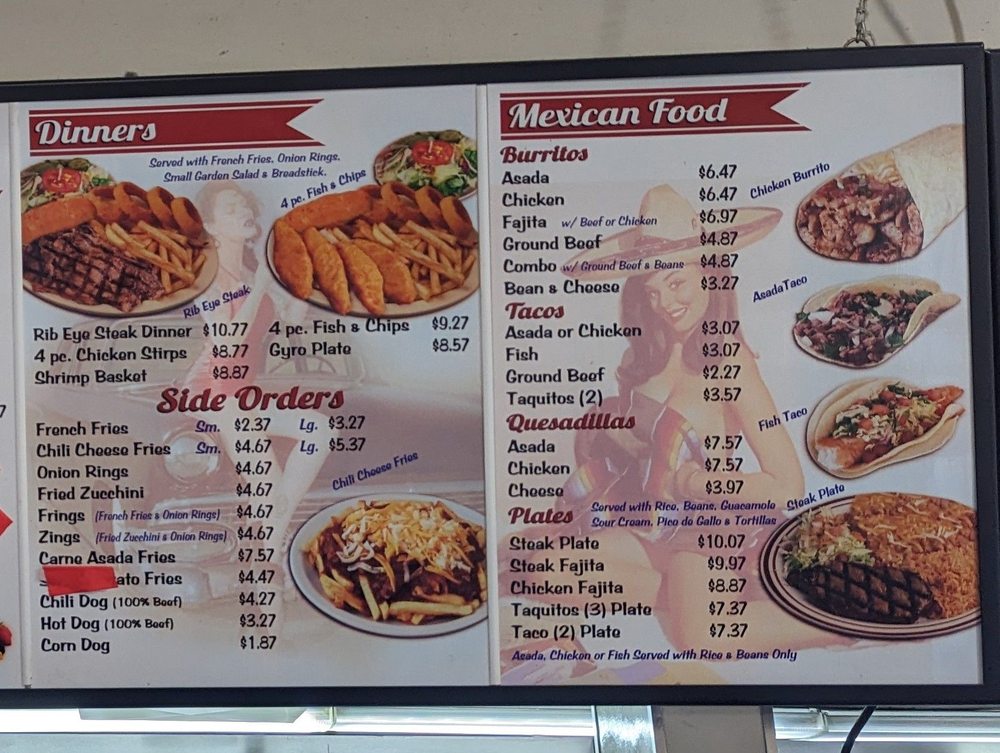 Dinners
Served with French Fries, Onion Rings,
Small Garden Salad & Breadstick.
4 pc. Fish & Chips
Rib Eye Steak
Rib Eye Steak Dinner $10.77
4 pc. Chicken Stirps $8.77
Shrimp Basket $8.87
4 pc. Fish & Chips $9.27
Gyro Plate $8.57
Side Orders
French Fries Sm. $2.37 Lg. $3.27
Chili Cheese Fries Sm. $4.67 Lg. $5.37
Onion Rings $4.67
Fried Zucchini $4.67
Frings (French Fries & Onion Rings) $4.67
Zings (Fried Zucchini & Onion Rings) $4.67
Carne Asada Fries $7.57
ato Fries $4.47
Chili Dog (100% Beef) $4.27
Hot Dog (100% Beef) $3.27
Corn Dog $1.87
Chili Cheese Fries
Mexican Food
Burritos
Asada $6.47
Chicken $6.47
Fajita w/ Beef or Chicken $6.97
Ground Beef $4.87
Combo w/ Ground Beef & Beans $4.87
Bean & Cheese $3.27
Chicken Burrito
Tacos
Asada or Chicken $3.07
Fish $3.07
Ground Beef $2.27
Taquitos (2) $3.57
Asada Taco
Quesadillas
Asada $7.57
Chicken $7.57
Cheese $3.97
Fish Taco
Plates Served with Rice, Beans, Guacamole
Sour Cream, Pico de Gallo & Tortillas
Steak Plate
Steak Plate $10.07
Steak Fajita $9.97
Chicken Fajita $8.87
Taquitos (3) Plate $7.37
Taco (2) Plate $7.37
Asada, Chicken or Fish Served with Rice & Beans Only